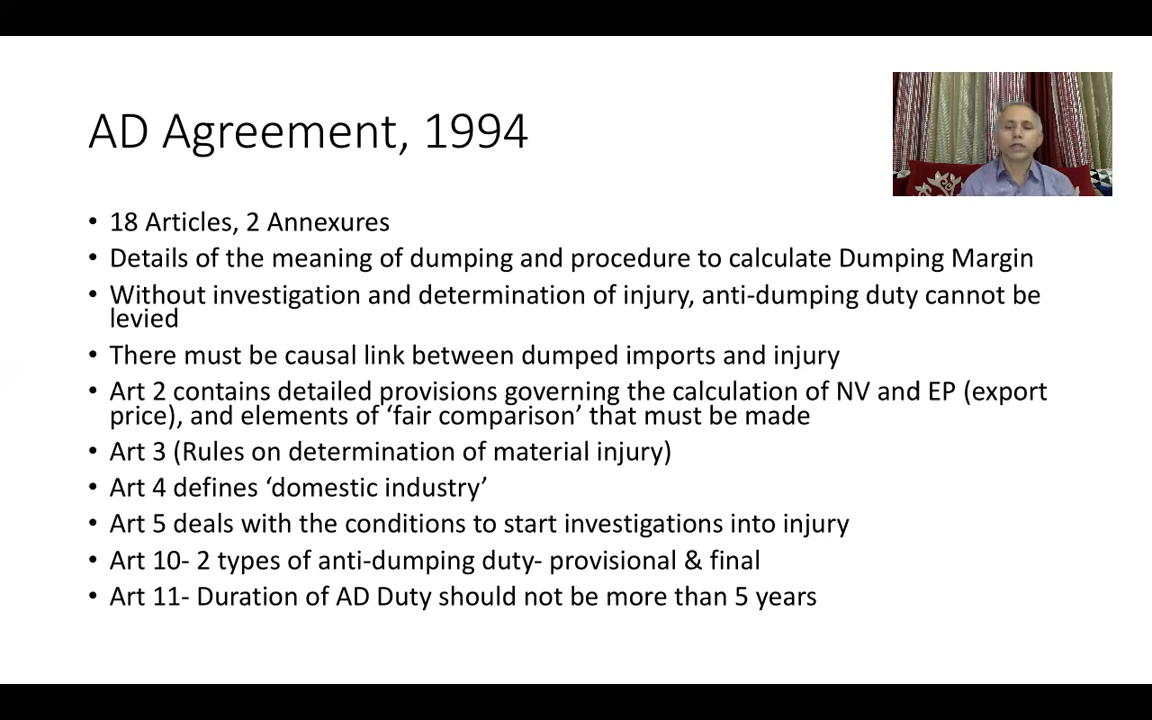 AD Agreement, 1994
• 18 Articles, 2 Annexures
• Details of the meaning of dumping and procedure to calculate Dumping Margin
• Without investigation and determination of injury, anti-dumping duty cannot be
levied
• There must be causal link between dumped imports and injury
• Art 2 contains detailed provisions governing the calculation of NV and EP (export
price), and elements of ‘fair comparison’ that must be made
• Art 3 (Rules on determination of material injury)
• Art 4 defines ‘domestic industry’
• Art 5 deals with the conditions to start investigations into injury
• Art 10- 2 types of anti-dumping duty- provisional & final
• Art 11- Duration of AD Duty should not be more than 5 years